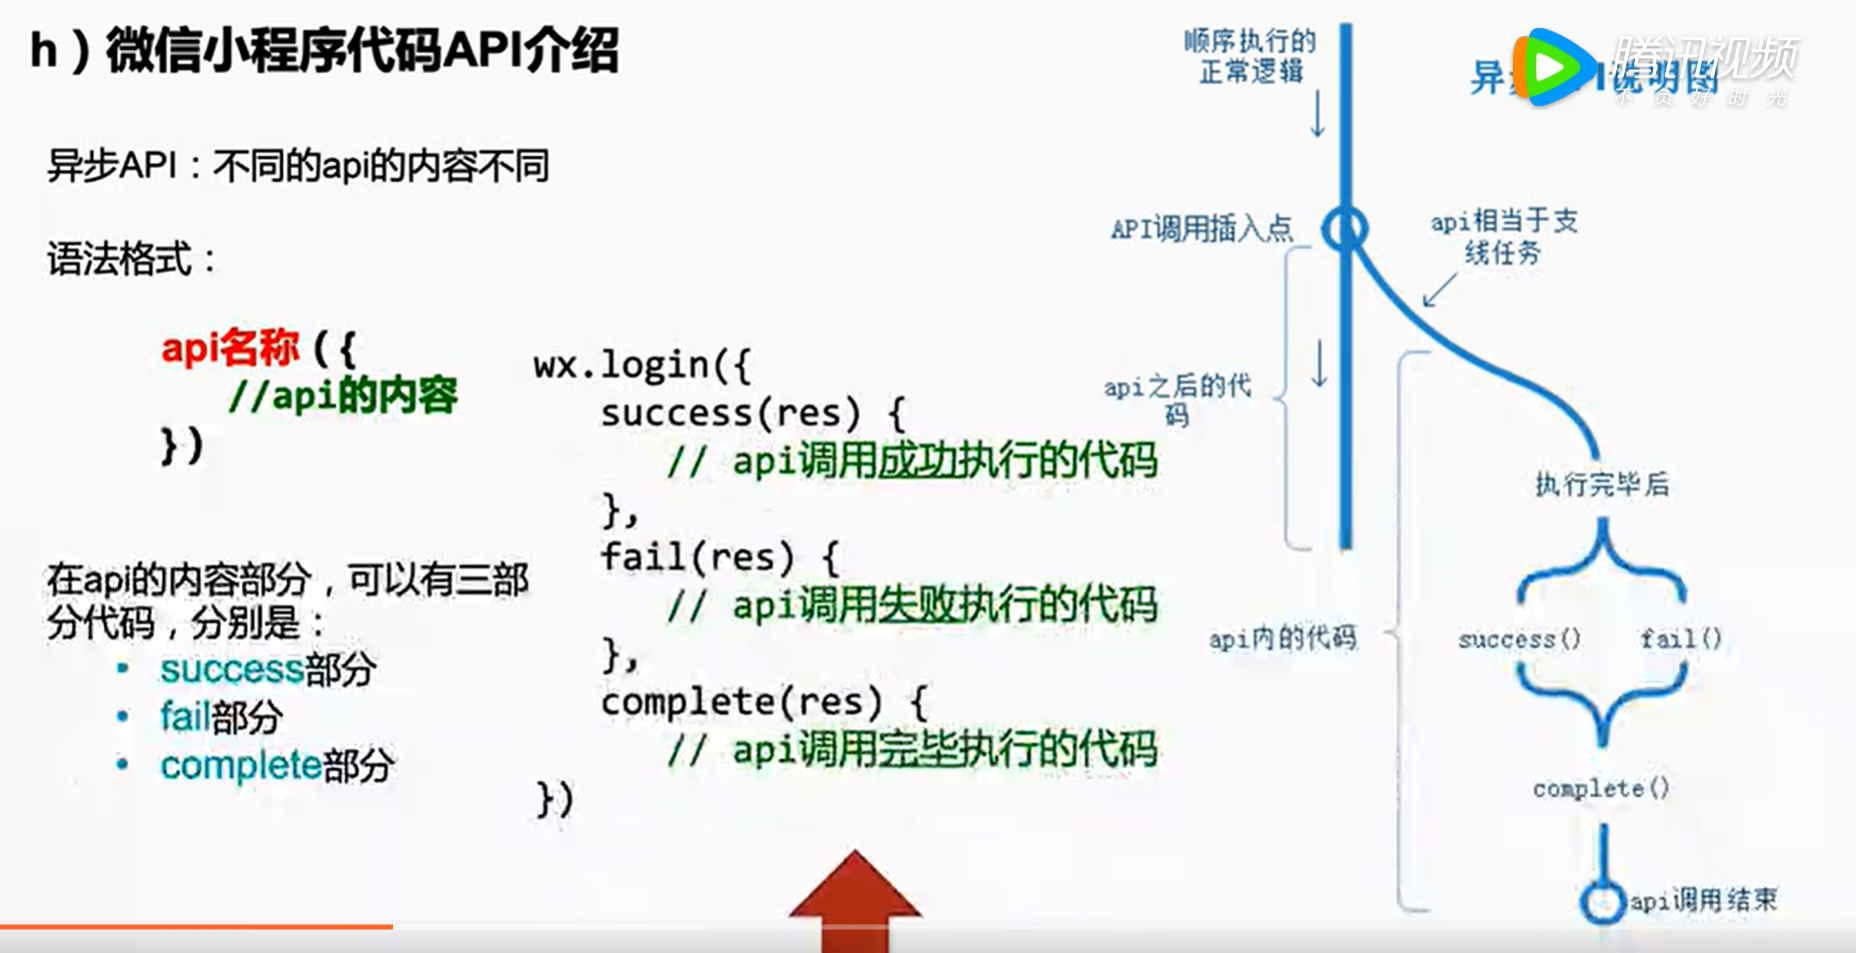 h）微信小程序代码API介绍
异步API：不同的api的内容不同
语法格式：
api名称（{
//api的内容
}）
在api的内容部分，可以有三部
分代码，分别是：
• success部分
• fail部分
• complete部分
wx.login({
success(res) {
// api调用成功执行的代码
},
fail(res) {
// api调用失败执行的代码
},
complete(res) {
// api调用完毕执行的代码
})
顺序执行的
正常逻辑
API调用插入点
api相当于支
线任务
api之后的代
码
执行完毕后
api内的代码
success()
fail()
complete()
api调用结束
腾讯视频
不负好时光
说明图